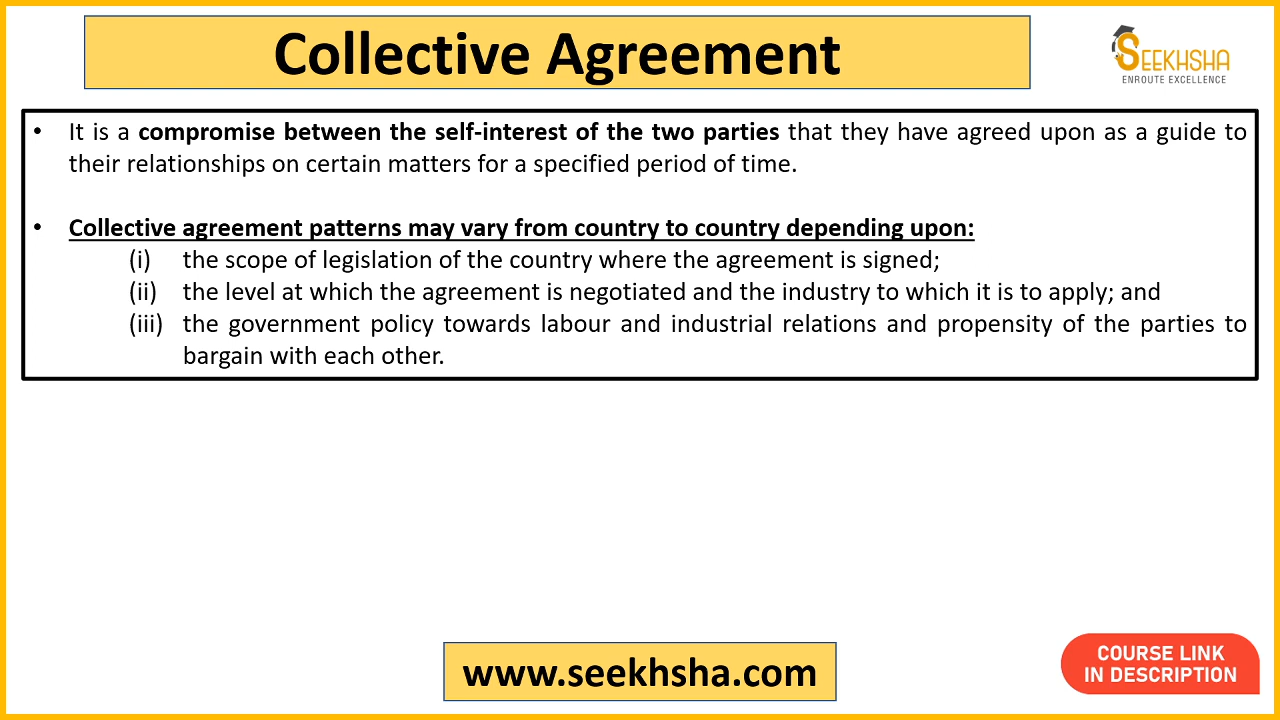 Collective Agreement
SEEKHSHA
ENROUTE EXCELLENCE
• It is a compromise between the self-interest of the two parties that they have agreed upon as a guide to
their relationships on certain matters for a specified period of time.
• Collective agreement patterns may vary from country to country depending upon:
(i) the scope of legislation of the country where the agreement is signed;
(ii) the level at which the agreement is negotiated and the industry to which it is to apply; and
(iii) the government policy towards labour and industrial relations and propensity of the parties to
bargain with each other.
www.seekhsha.com
COURSE LINK
IN DESCRIPTION